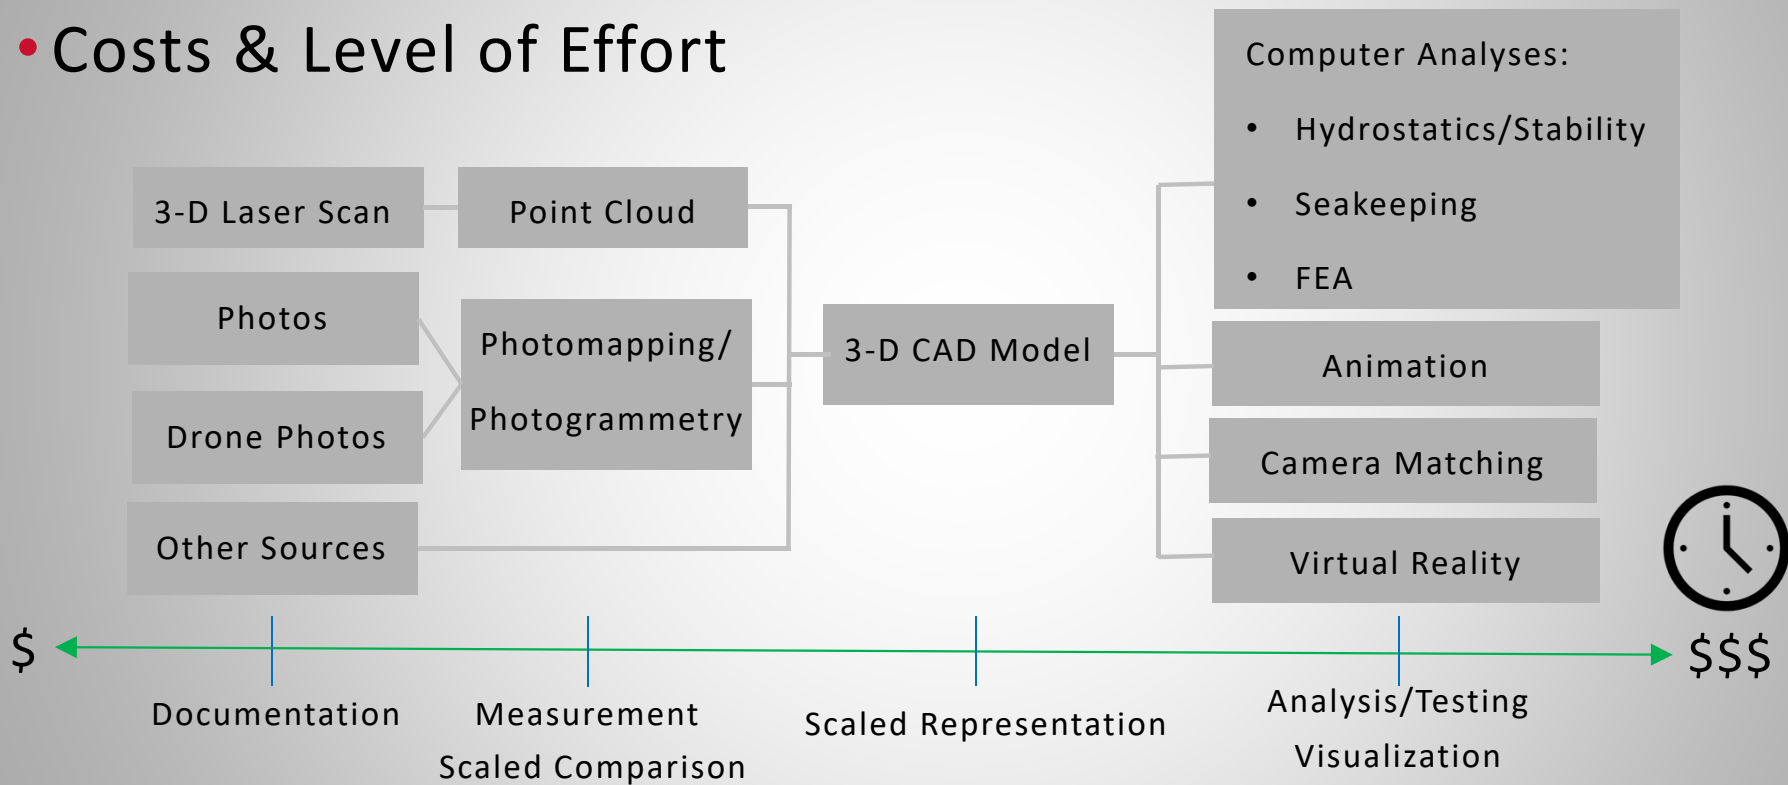 • Costs & Level of Effort
Computer Analyses:
• Hydrostatics/Stability
• Seakeeping
• FEA
3-D Laser Scan
Point Cloud
Photos
Photomapping/
Photogrammetry
Drone Photos
Other Sources
3-D CAD Model
Animation
Camera Matching
Virtual Reality
$
$$$
Documentation
Measurement
Scaled Comparison
Scaled Representation
Analysis/Testing
Visualization